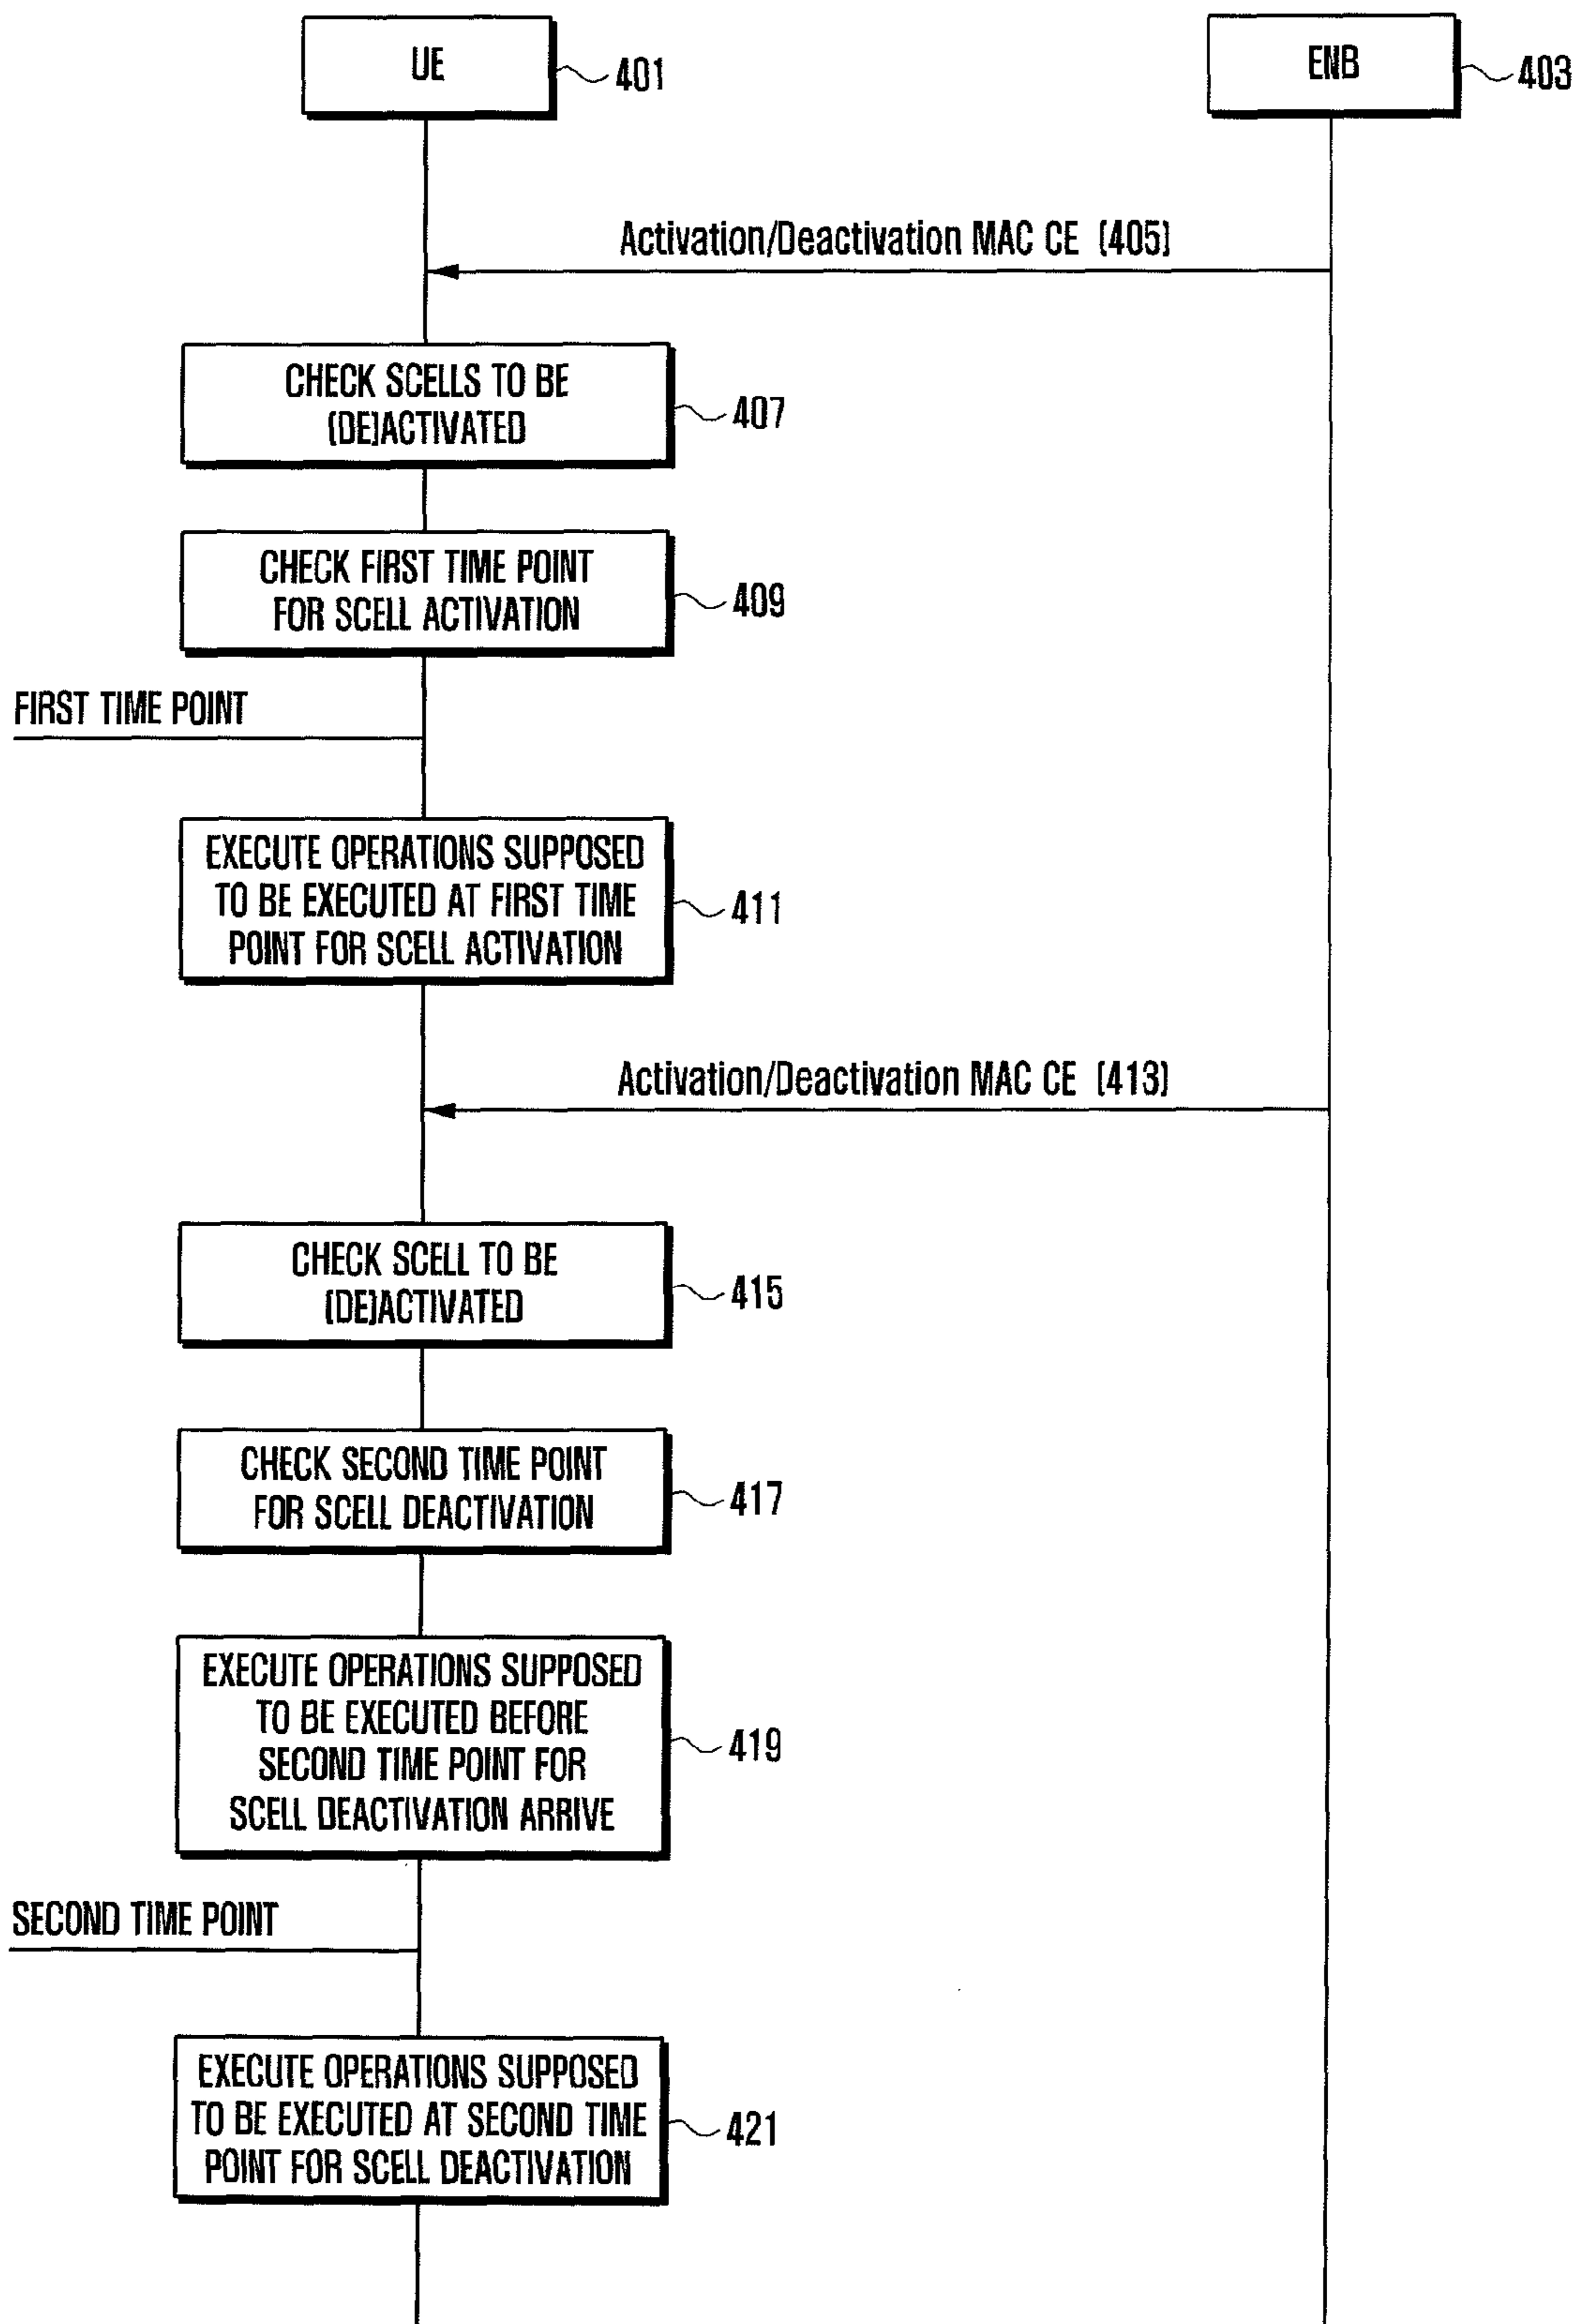 UE
401
ENB
403
Activation/Deactivation MAC CE (405)
CHECK SCELLS TO BE
(DE)ACTIVATED
407
CHECK FIRST TIME POINT
FOR SCELL ACTIVATION
409
FIRST TIME POINT
EXECUTE OPERATIONS SUPPOSED
TO BE EXECUTED AT FIRST TIME
POINT FOR SCELL ACTIVATION
411
Activation/Deactivation MAC CE (413)
CHECK SCELL TO BE
(DE)ACTIVATED
415
CHECK SECOND TIME POINT
FOR SCELL DEACTIVATION
417
EXECUTE OPERATIONS SUPPOSED
TO BE EXECUTED BEFORE
SECOND TIME POINT FOR
SCELL DEACTIVATION ARRIVE
419
SECOND TIME POINT
EXECUTE OPERATIONS SUPPOSED
TO BE EXECUTED AT SECOND TIME
POINT FOR SCELL DEACTIVATION
421